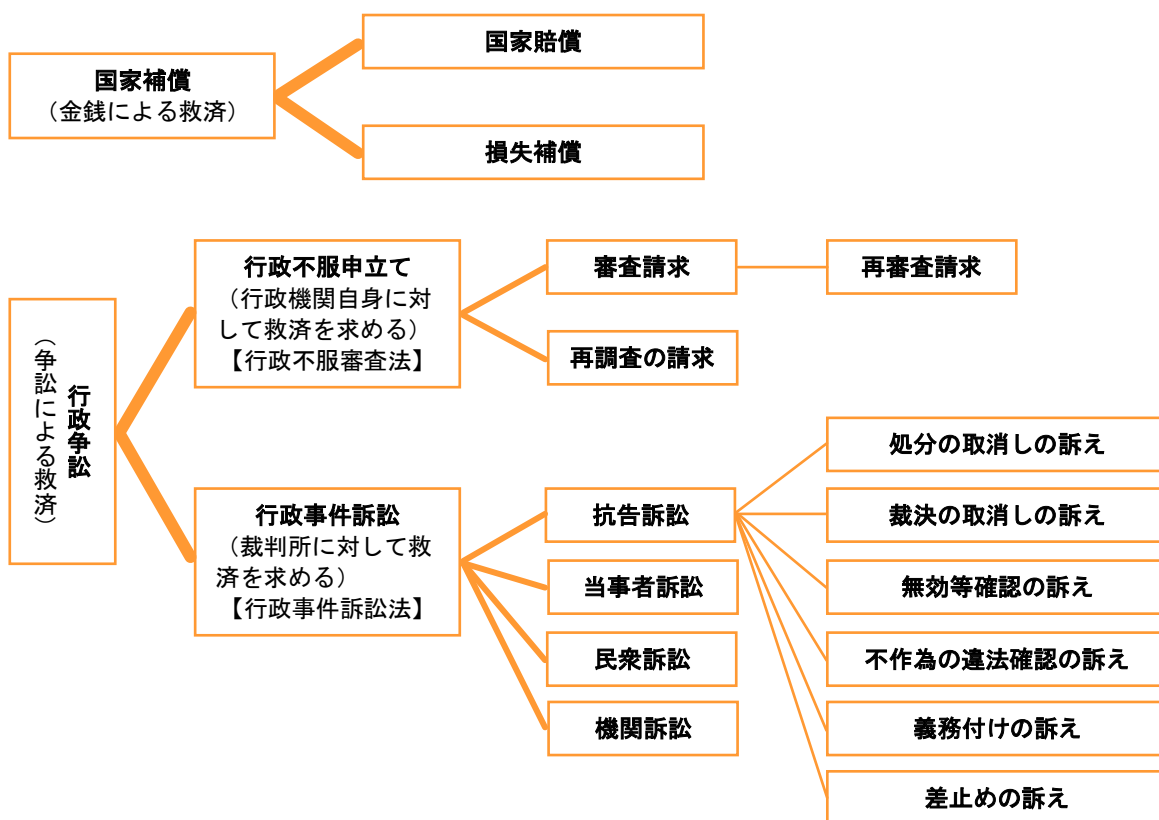 国家補償
（金銭による救済）
国家賠償
損失補償
行政争訟
（争訟による救済）
行政不服申立て
（行政機関自身に対
して救済を求める）
【行政不服審査法】
審査請求
再審査請求
再調査の請求
行政事件訴訟
（裁判所に対して救
済を求める）
【行政事件訴訟法】
抗告訴訟
当事者訴訟
民衆訴訟
機関訴訟
処分の取消しの訴え
裁決の取消しの訴え
無効等確認の訴え
不作為の違法確認の訴え
義務付けの訴え
差止めの訴え